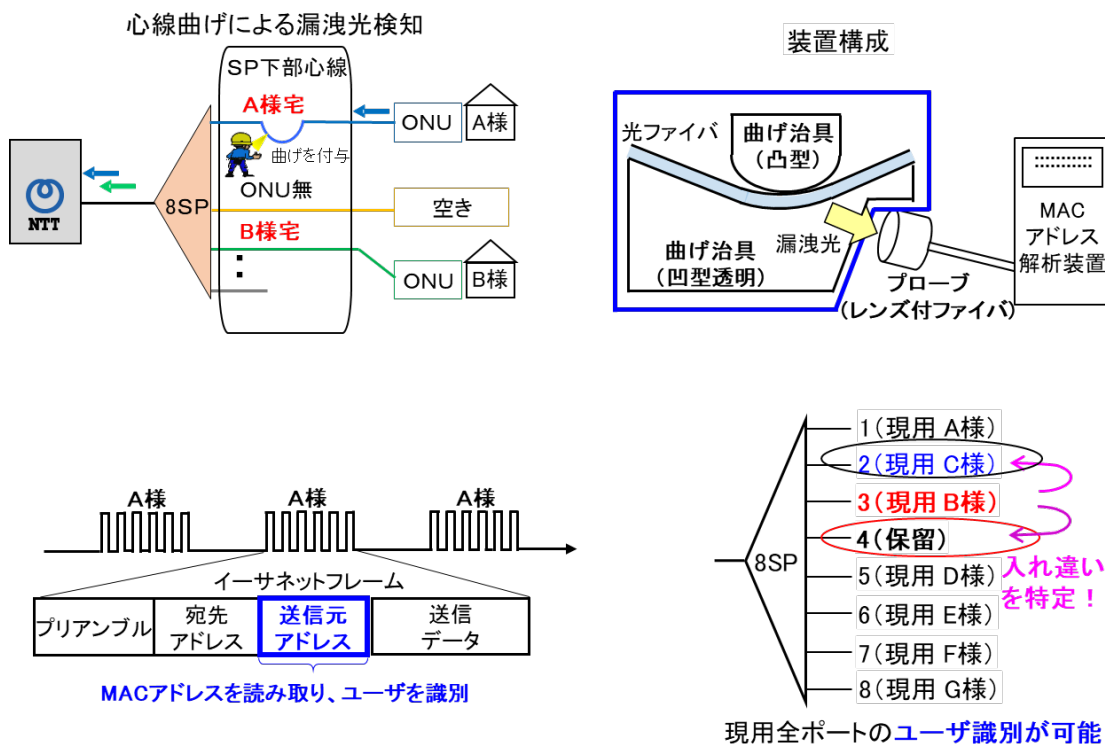 心線曲げによる漏洩光検知
SP下部心線
A様宅
曲げを付与
ONU無
B様宅
NTT
8SP
ONU
A様
空き
ONU
B様
装置構成
光ファイバ
曲げ治具
(凸型)
曲げ治具
(凹型透明)
漏洩光
プローブ
(レンズ付ファイバ)
MAC
アドレス
解析装置
A様
A様
A様
イーサネットフレーム
プリアンブル
宛先
アドレス
送信元
アドレス
送信
データ
MACアドレスを読み取り、ユーザを識別
8SP
1(現用 A様)
2(現用 C様)
3(現用 B様)
4(保留)
5(現用 D様)
6(現用 E様)
7(現用 F様)
8(現用 G様)
入れ違い
を特定！
現用全ポートのユーザ識別が可能